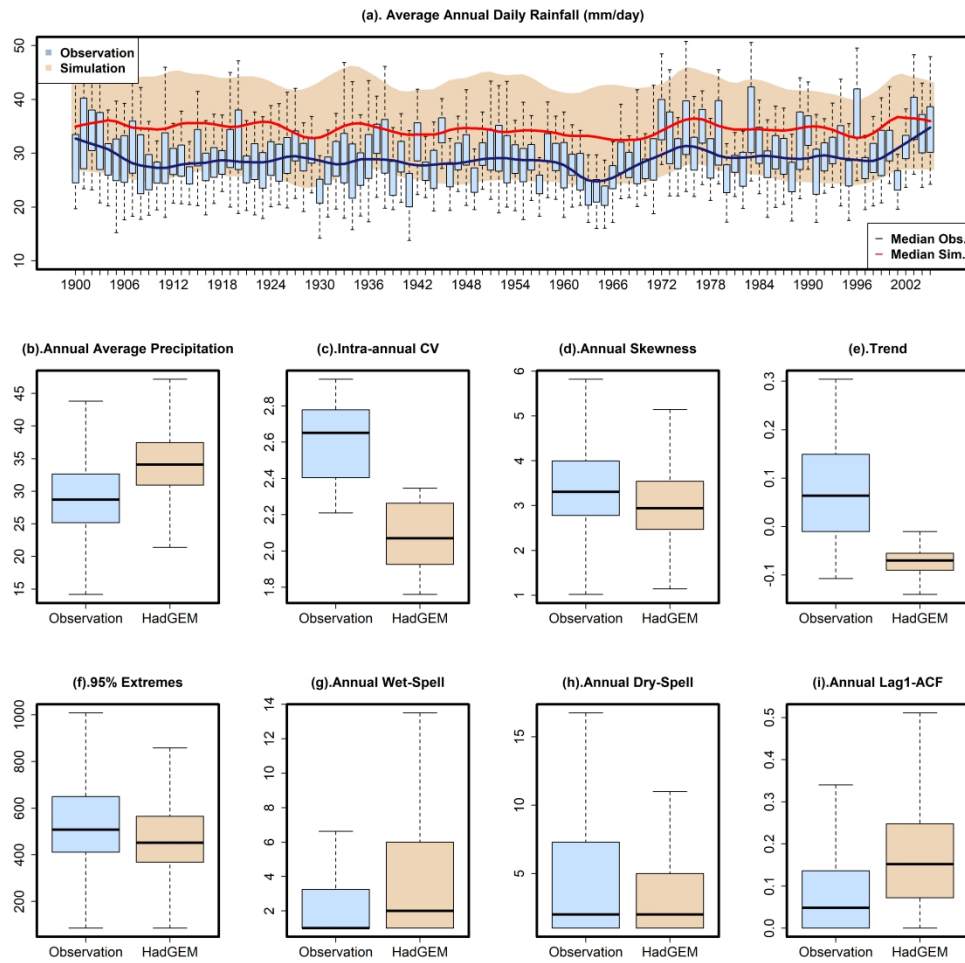 (a). Average Annual Daily Rainfall (mm/day)
50
40
30
20
10
Observation
Simulation
Median Obs.
Median Sim.
1900 1906 1912 1918 1924 1930 1936 1942 1948 1954 1960 1966 1972 1978 1984 1990 1996 2002
(b).Annual Average Precipitation
45
40
35
30
25
20
15
Observation HadGEM
(c).Intra-annual CV
2.8
2.6
2.4
2.2
2.0
1.8
Observation HadGEM
(d).Annual Skewness
6
5
4
3
2
1
Observation HadGEM
(e).Trend
0.3
0.2
0.1
0.0
-0.1
Observation HadGEM
(f).95% Extremes
1000
800
600
400
200
Observation HadGEM
(g).Annual Wet-Spell
14
12
10
8
6
4
2
Observation HadGEM
(h).Annual Dry-Spell
15
10
5
Observation HadGEM
(i).Annual Lag1-ACF
0.5
0.4
0.3
0.2
0.1
0.0
Observation HadGEM